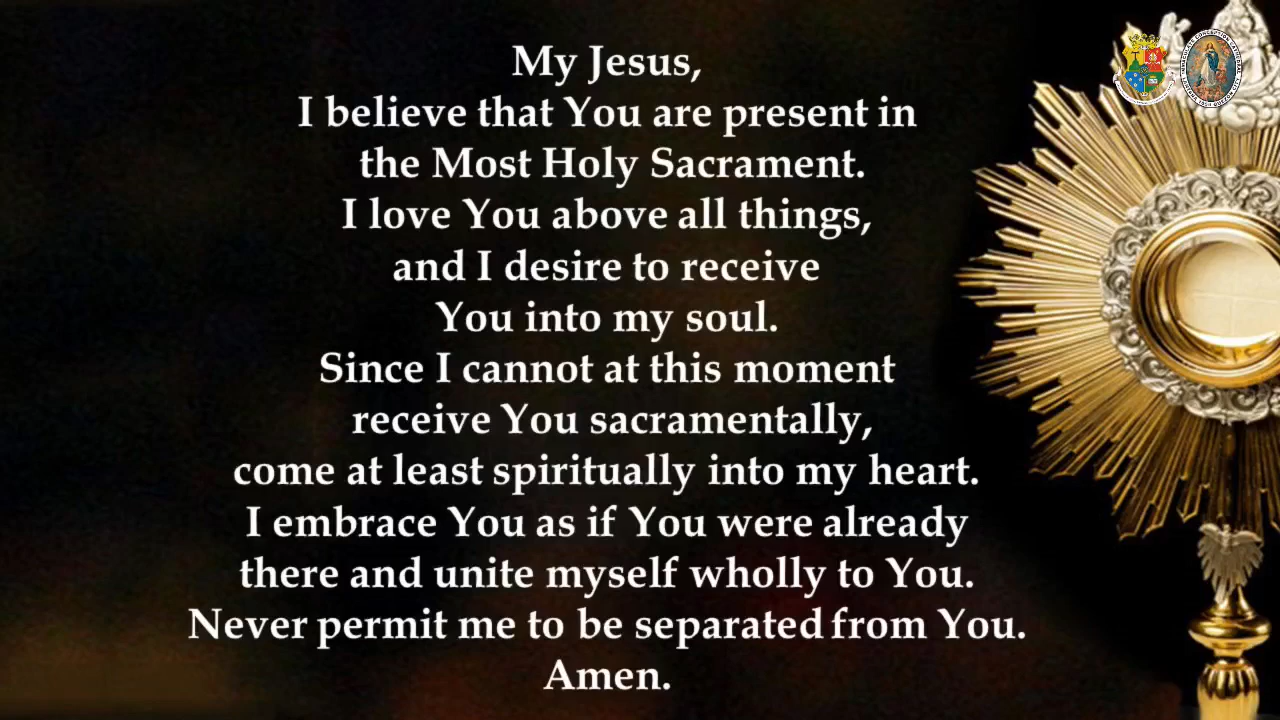 My Jesus,
I believe that You are present in
the Most Holy Sacrament.
I love You above all things,
and I desire to receive
You into my soul.
Since I cannot at this moment
receive You sacramentally,
come at least spiritually into my heart.
I embrace You as if You were already
there and unite myself wholly to You.
Never permit me to be separated from You.
Amen.